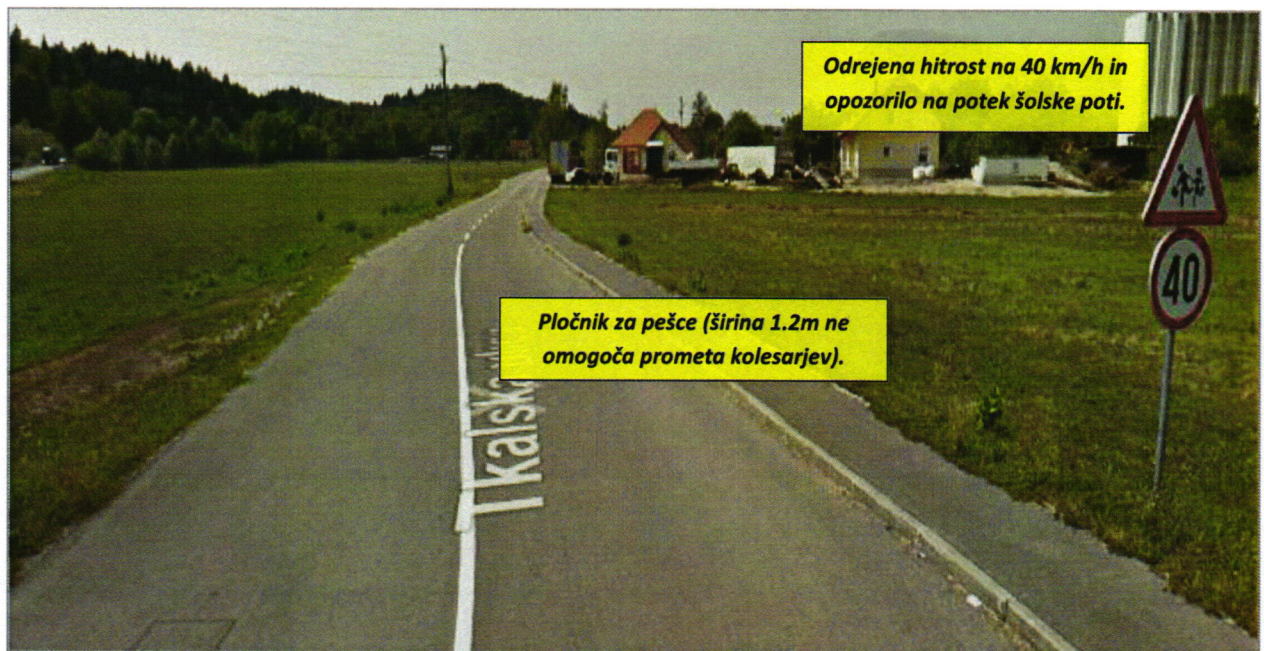 Odrejena hitrost na 40 km/h in
opozorilo na potek šolske poti.
40
Pločnik za pešce (širina 1.2m ne
omogoča prometa kolesarjev).
Tkalska